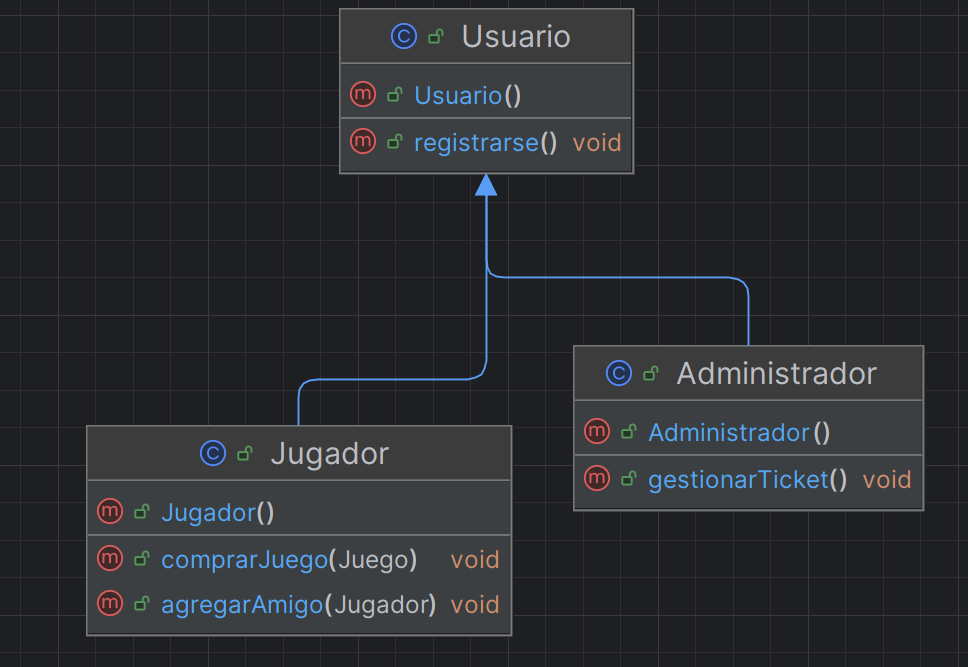 C Usuario
m Usuario()
m registrarse() void
C Administrador
m Administrador()
m gestionarTicket() void
C Jugador
m Jugador()
m comprarJuego(Juego) void
m agregarAmigo(Jugador) void